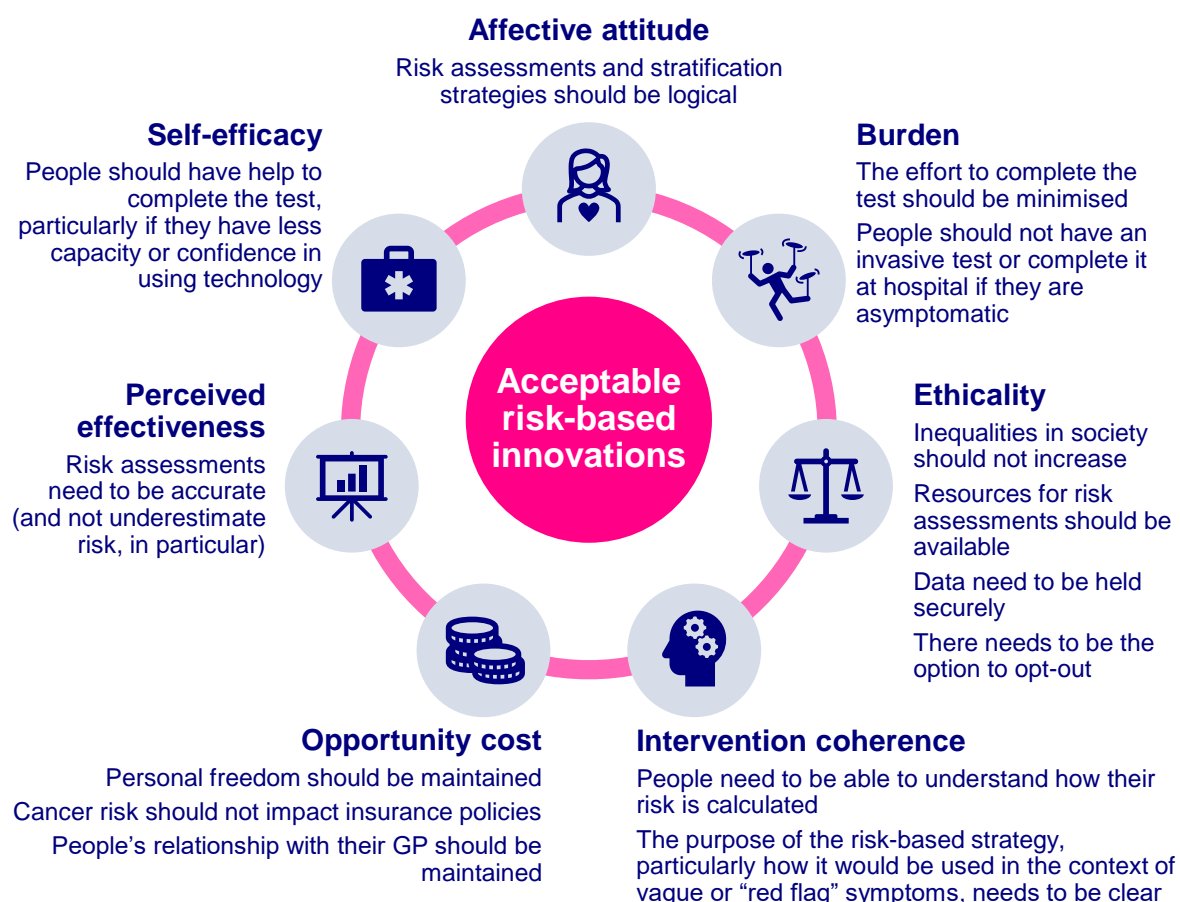 Affective attitude
Risk assessments and stratification
strategies should be logical
Self-efficacy
People should have help to
complete the test,
particularly if they have less
capacity or confidence in
using technology
Burden
The effort to complete the
test should be minimised
People should not have an
invasive test or complete it
at hospital if they are
asymptomatic
Acceptable
risk-based
innovations
Perceived
effectiveness
Risk assessments
need to be accurate
(and not underestimate
risk, in particular)
Ethicality
Inequalities in society
should not increase
Resources for risk
assessments should be
available
Data need to be held
securely
There needs to be the
option to opt-out
Opportunity cost
Personal freedom should be maintained
Cancer risk should not impact insurance policies
People’s relationship with their GP should be
maintained
Intervention coherence
People need to be able to understand how their
risk is calculated
The purpose of the risk-based strategy,
particularly how it would be used in the context of
vague or “red flag” symptoms, needs to be clear